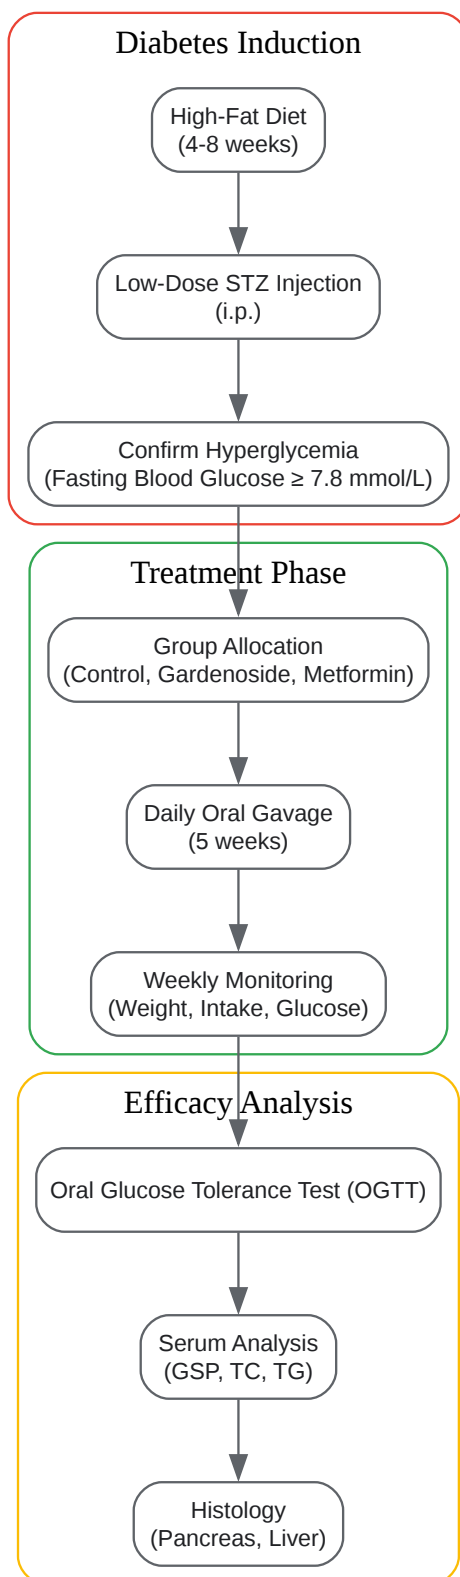 Diabetes Induction
High-Fat Diet
(4-8 weeks)
Low-Dose STZ Injection
(i.p.)
Confirm Hyperglycemia
(Fasting Blood Glucose ≥ 7.8 mmol/L)
Treatment Phase
Group Allocation
(Control, Gardenoside, Metformin)
Daily Oral Gavage
(5 weeks)
Weekly Monitoring
(Weight, Intake, Glucose)
Efficacy Analysis
Oral Glucose Tolerance Test (OGTT)
Serum Analysis
(GSP, TC, TG)
Histology
(Pancreas, Liver)